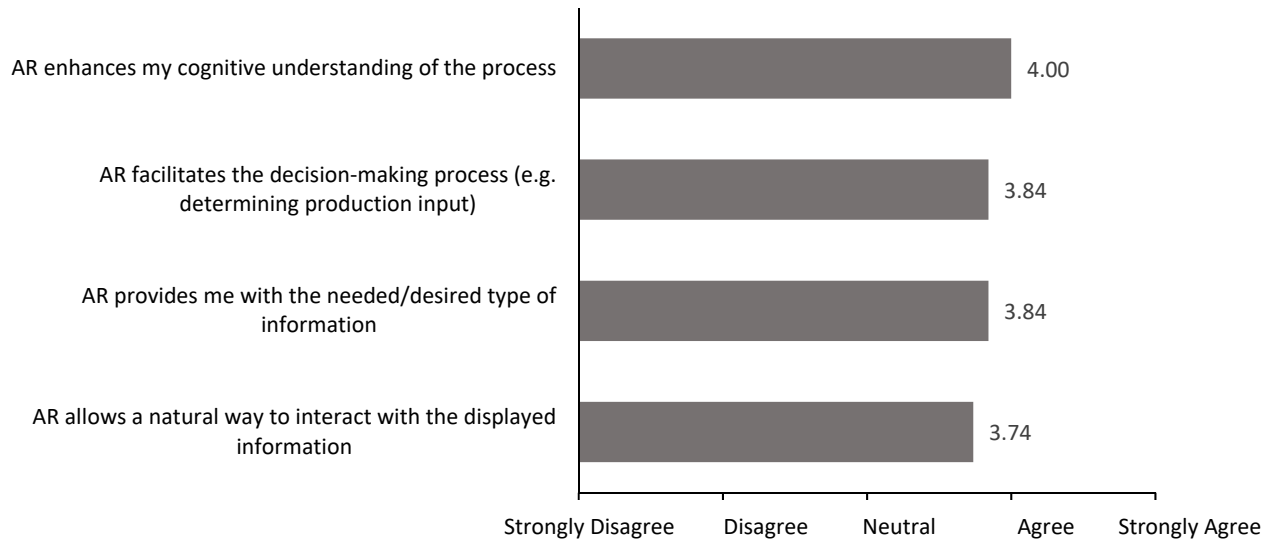 AR enhances my cognitive understanding of the process
4.00
AR facilitates the decision-making process (e.g.
determining production input)
3.84
AR provides me with the needed/desired type of
information
3.84
AR allows a natural way to interact with the displayed
information
3.74
Strongly Disagree
Disagree
Neutral
Agree
Strongly Agree